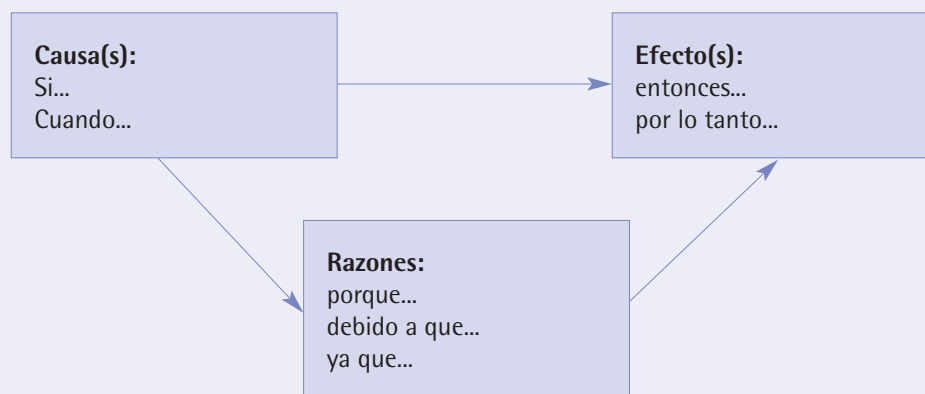 Causa(s):
Si...
Cuando...
Efecto(s):
entonces...
por lo tanto...
Razones:
porque...
debido a que...
ya que...